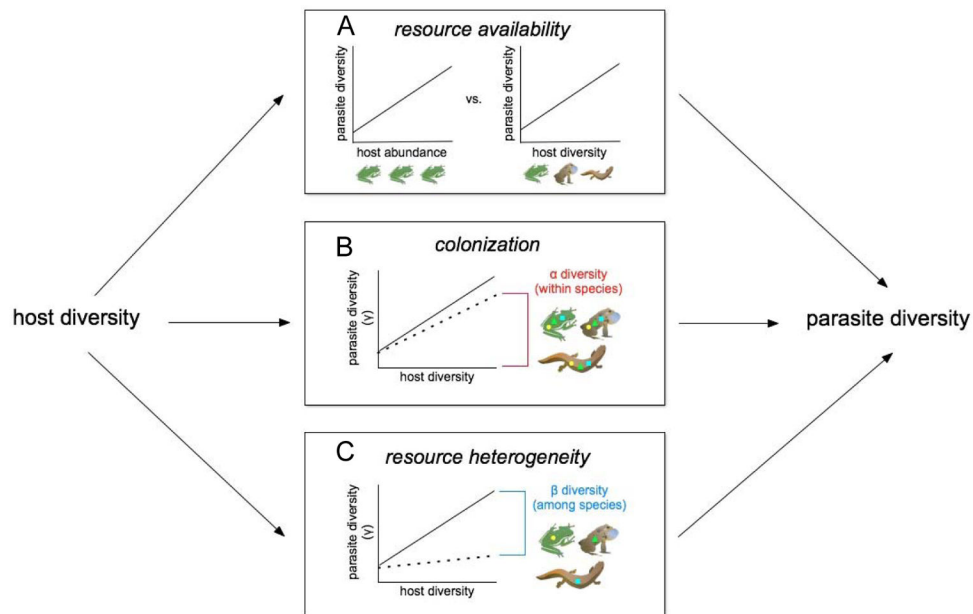 A
resource availability
parasite diversity
host abundance
vs.
parasite diversity
host diversity
B
colonization
parasite diversity
(γ)
host diversity
α diversity
(within species)
host diversity
parasite diversity
C
resource heterogeneity
parasite diversity
(γ)
host diversity
β diversity
(among species)